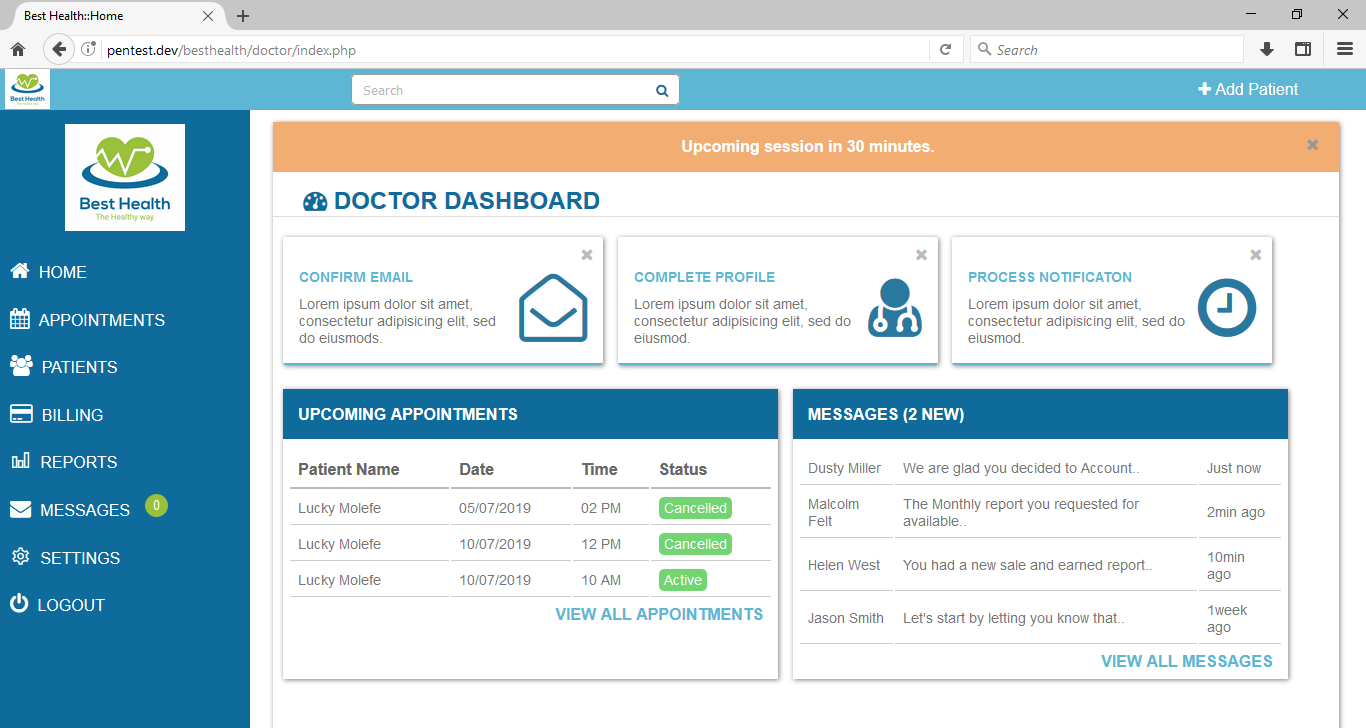 Best Health::Home
pentest.dev/besthealth/doctor/index.php
Search
Best Health
Search
Add Patient
Best Health
The Healthy way
HOME
APPOINTMENTS
PATIENTS
BILLING
REPORTS
MESSAGES 0
SETTINGS
LOGOUT
Upcoming session in 30 minutes.
DOCTOR DASHBOARD
CONFIRM EMAIL
Lorem ipsum dolor sit amet,
consectetur adipisicing elit, sed
do eiusmods.
COMPLETE PROFILE
Lorem ipsum dolor sit amet,
consectetur adipisicing elit, sed do
eiusmod.
PROCESS NOTIFICATON
Lorem ipsum dolor sit amet,
consectetur adipisicing elit, sed do
eiusmod.
UPCOMING APPOINTMENTS
Patient Name Date Time Status
Lucky Molefe 05/07/2019 02 PM Cancelled
Lucky Molefe 10/07/2019 12 PM Cancelled
Lucky Molefe 10/07/2019 10 AM Active
VIEW ALL APPOINTMENTS
MESSAGES (2 NEW)
Dusty Miller We are glad you decided to Account.. Just now
Malcolm
Felt
The Monthly report you requested for
available..
2min ago
Helen West You had a new sale and earned report..
10min
ago
Jason Smith Let's start by letting you know that..
1week
ago
VIEW ALL MESSAGES